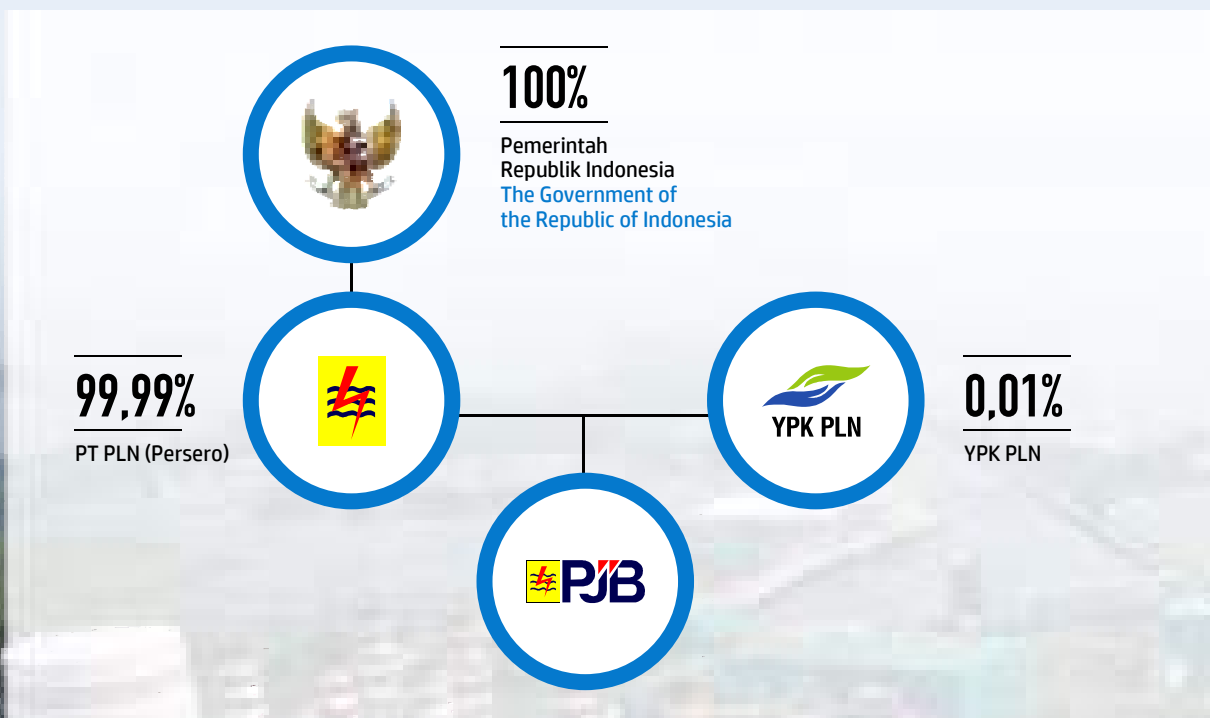 100%
Pemerintah
Republik Indonesia
The Government of
the Republic of Indonesia
99,99%
PT PLN (Persero)
YPK PLN
0,01%
YPK PLN
PJB